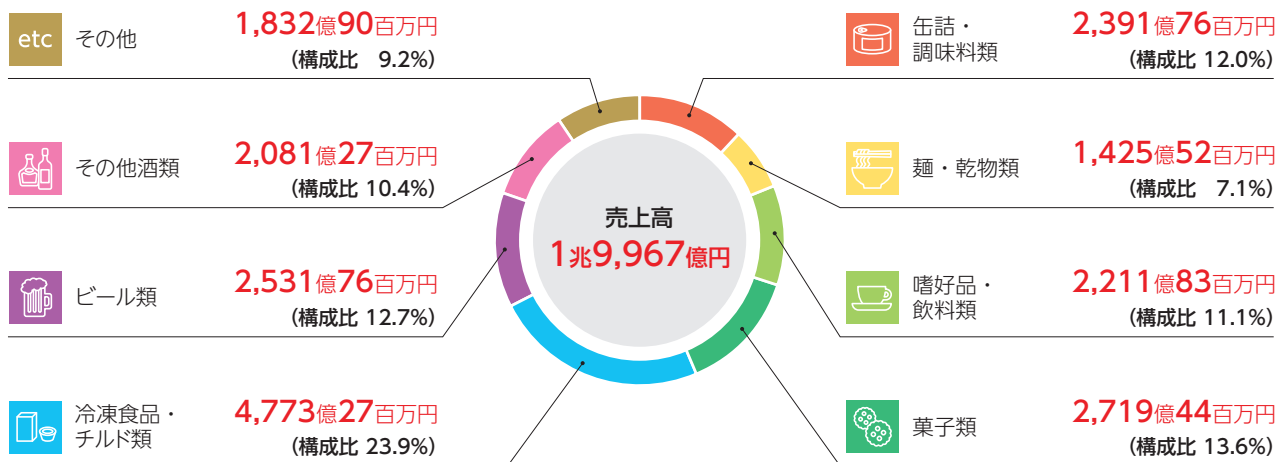 etc
その他
1,832億90百万円
(構成比 9.2%)
缶詰・
調味料類
2,391億76百万円
(構成比 12.0%)
その他酒類
2,081億27百万円
(構成比 10.4%)
麺・乾物類
1,425億52百万円
(構成比 7.1%)
売上高
1兆9,967億円
ビール類
2,531億76百万円
(構成比 12.7%)
嗜好品・
飲料類
2,211億83百万円
(構成比 11.1%)
冷凍食品・
チルド類
4,773億27百万円
(構成比 23.9%)
菓子類
2,719億44百万円
(構成比 13.6%)